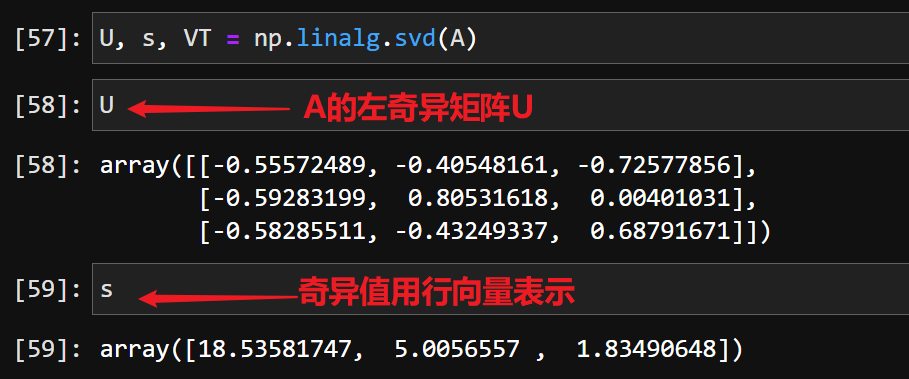 [57]: U, s, VT = np.linalg.svd(A)
[58]: U A的左奇异矩阵U
[58]: array([[-0.55572489, -0.40548161, -0.72577856],
[-0.59283199,  0.80531618,  0.00401031],
[-0.58285511, -0.43249337,  0.68791671]])
[59]: s 奇异值用行向量表示
[59]: array([18.53581747,  5.0056557 ,  1.83490648])